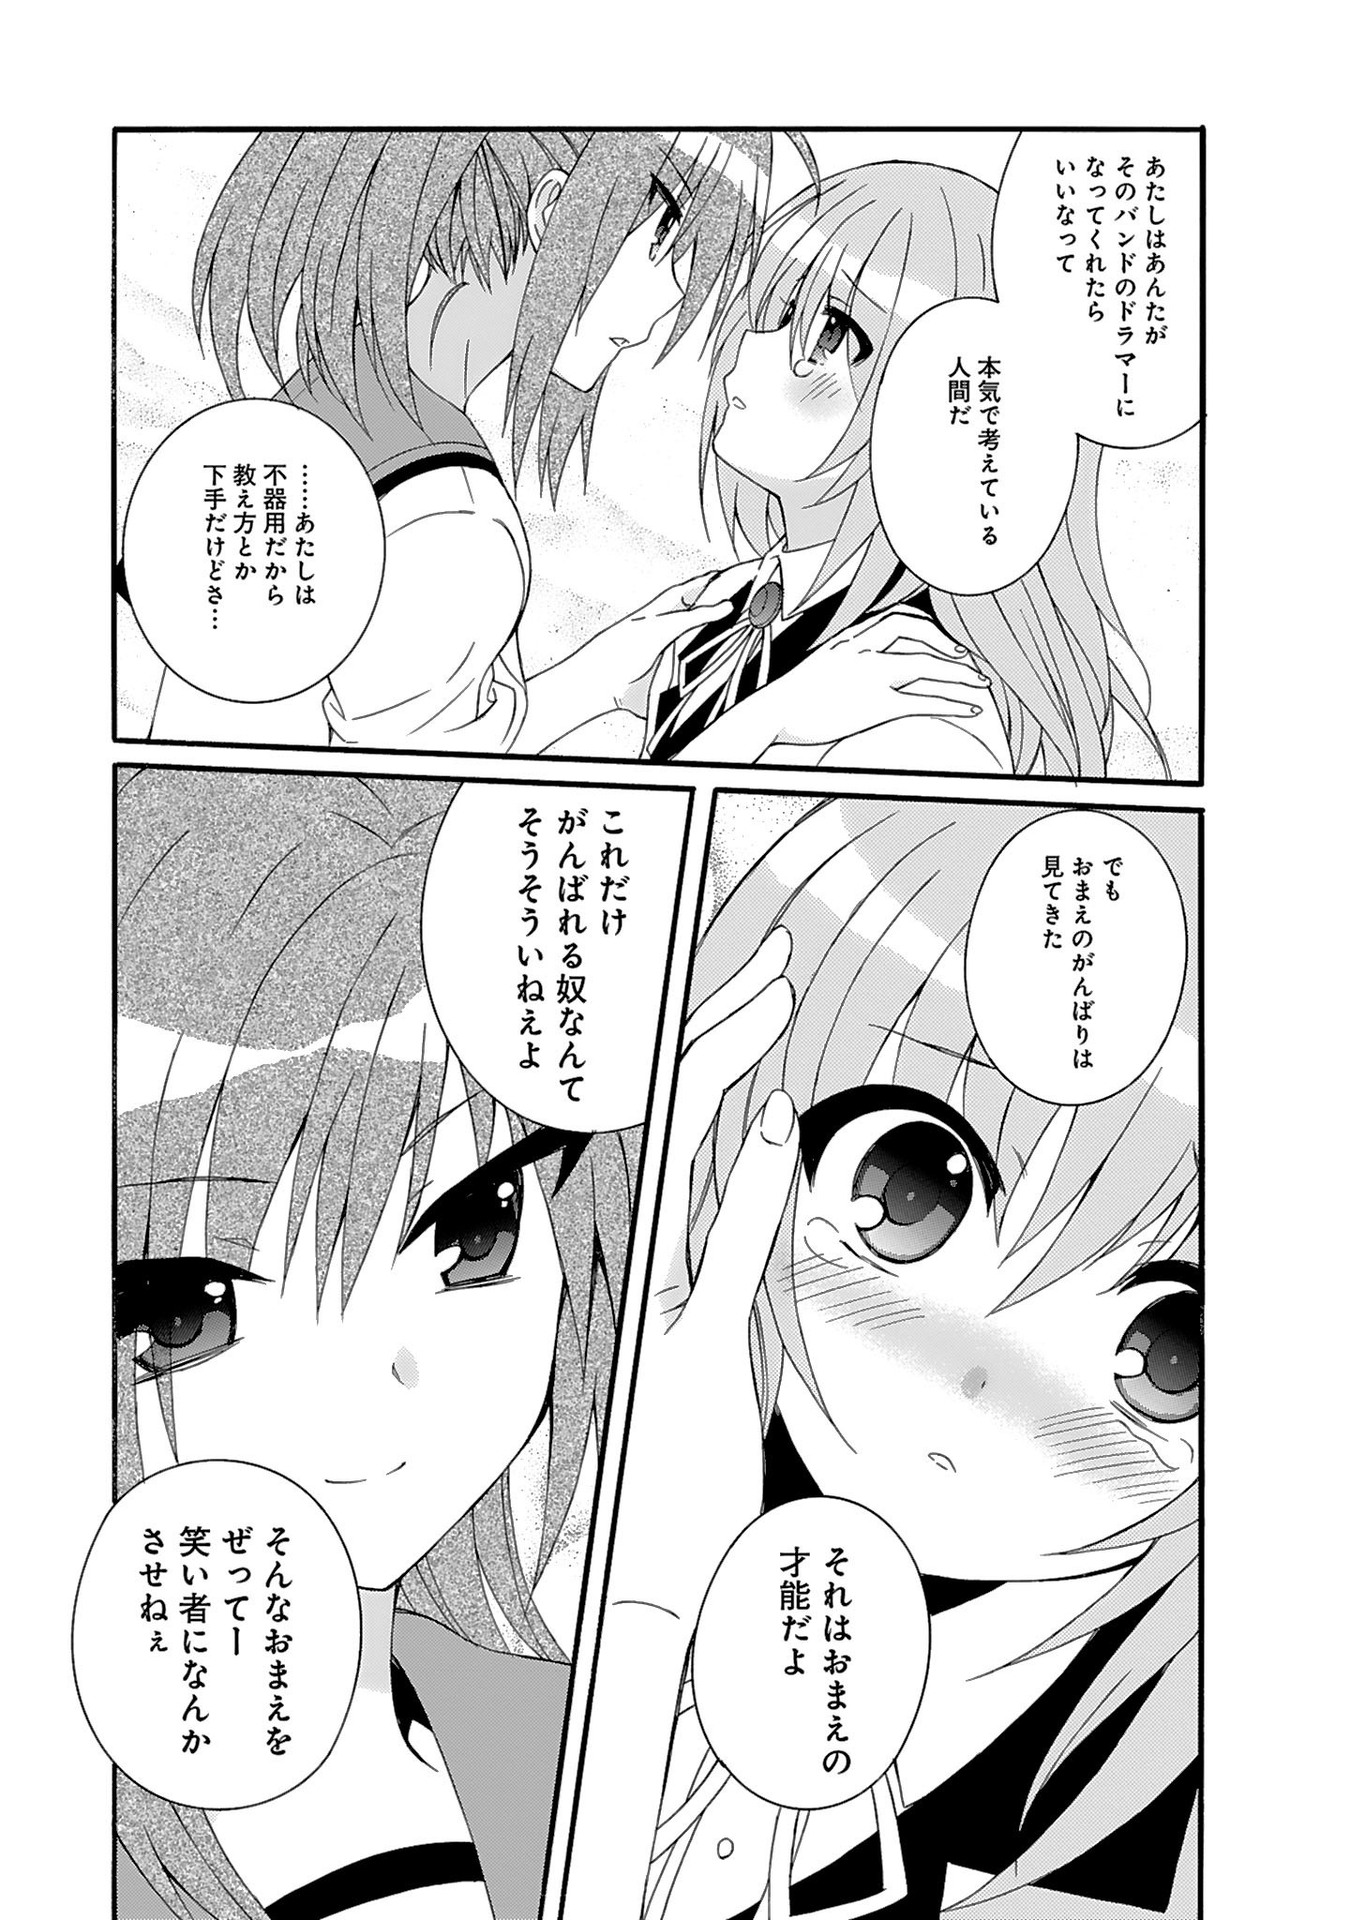 あたしはあんたが
そのバンドのドラマーに
なってくれたら
いいなって
本気で考えている
人間だ
……あたしは
不器用だから
教え方とか
下手だけどさ…
でも
おまえのがんばりは
見てきた
それはおまえの
才能だよ
これだけ
がんばれる奴なんて
そうそういねえよ
そんなおまえを
ぜってー
笑い者になんか
させねぇ